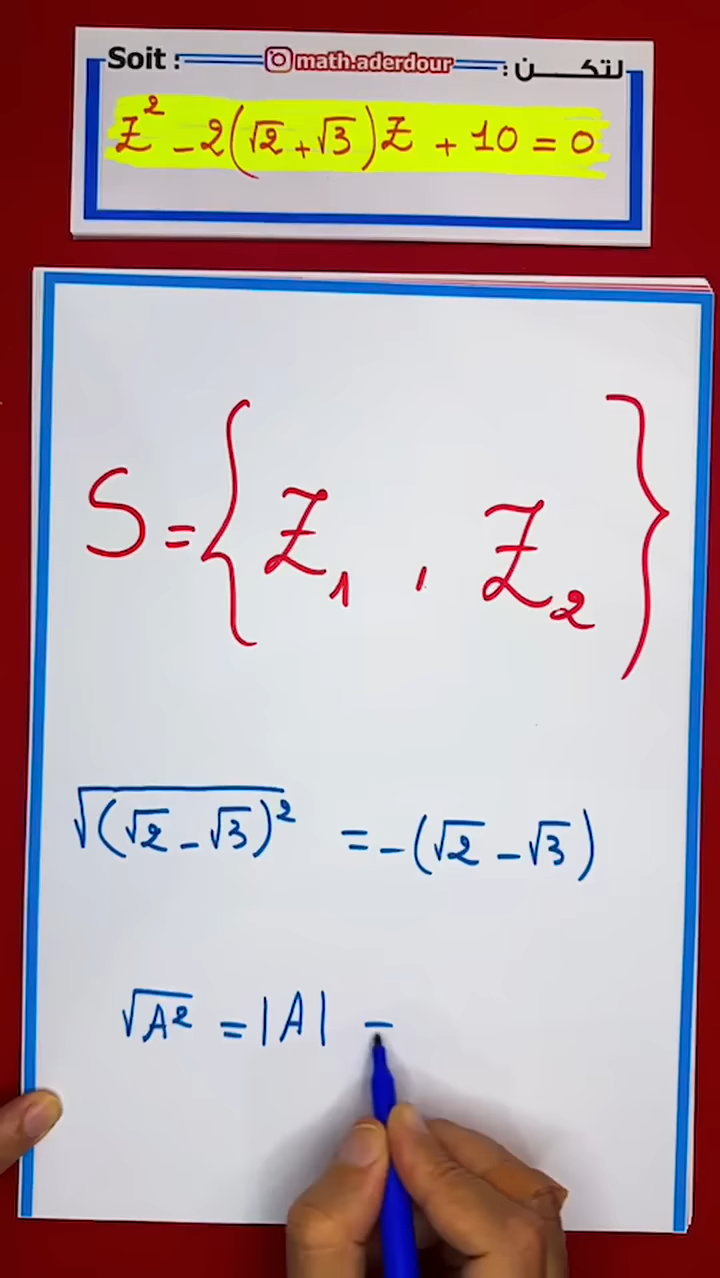 Soit : math.aderdour لتكن :
Z² - 2(√2 + √3)Z + 10 = 0
S = { Z₁ , Z₂ }
√(√2 - √3)² = -(√2 - √3)
√A² = |A| =